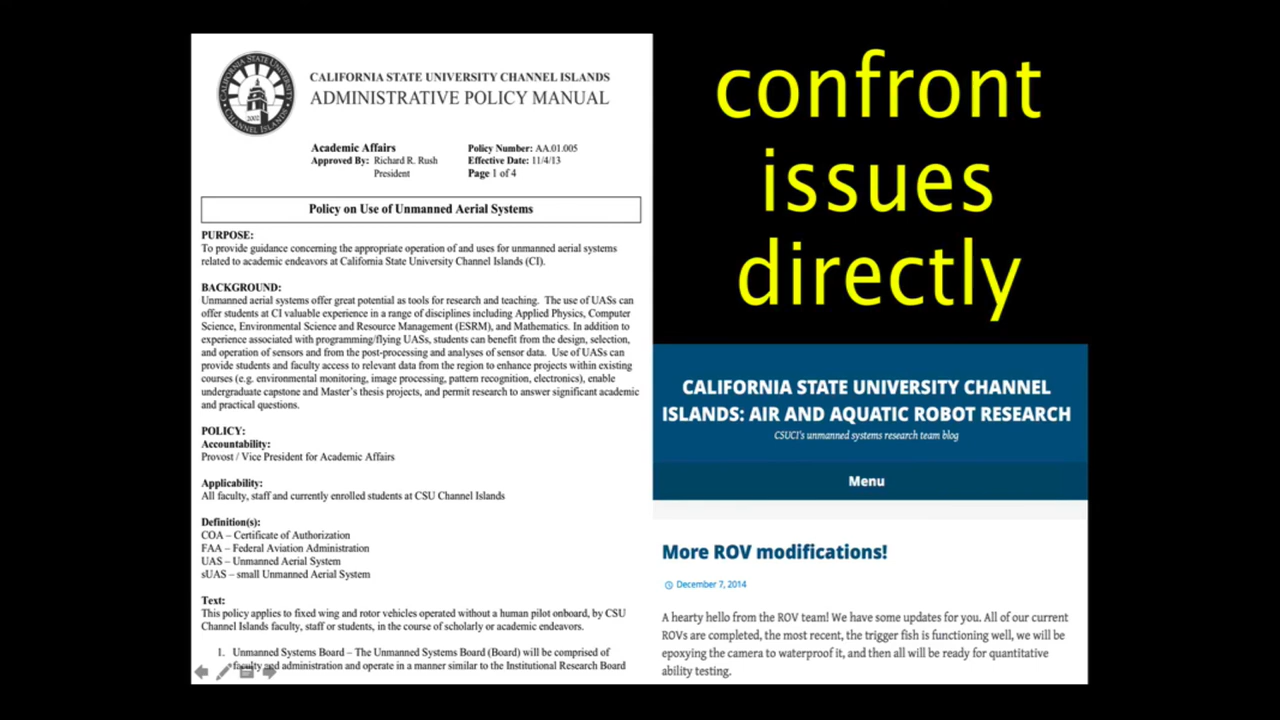 CALIFORNIA STATE UNIVERSITY CHANNEL ISLANDS
ADMINISTRATIVE POLICY MANUAL
CALIFORNIA STATE UNIVERSITY
CHANNEL ISLANDS
2002
Academic Affairs
Approved By: Richard R. Rush
President
Policy Number: AA.01.005
Effective Date: 11/4/13
Page 1 of 4
Policy on Use of Unmanned Aerial Systems
PURPOSE:
To provide guidance concerning the appropriate operation of and uses for unmanned aerial systems
related to academic endeavors at California State University Channel Islands (CI).
BACKGROUND:
Unmanned aerial systems offer great potential as tools for research and teaching. The use of UASs can
offer students at CI valuable experience in a range of disciplines including Applied Physics, Computer
Science, Environmental Science and Resource Management (ESRM), and Mathematics. In addition to
experience associated with programming/flying UASs, students can benefit from the design, selection,
and operation of sensors and from the post-processing and analyses of sensor data. Use of UASs can
provide students and faculty access to relevant data from the region to enhance projects within existing
courses (e.g. environmental monitoring, image processing, pattern recognition, electronics), enable
undergraduate capstone and Master's thesis projects, and permit research to answer significant academic
and practical questions.
POLICY:
Accountability:
Provost / Vice President for Academic Affairs
Applicability:
All faculty, staff and currently enrolled students at CSU Channel Islands
Definition(s):
COA – Certificate of Authorization
FAA – Federal Aviation Administration
UAS – Unmanned Aerial System
sUAS – small Unmanned Aerial System
Text:
This policy applies to fixed wing and rotor vehicles operated without a human pilot onboard, by CSU
Channel Islands faculty, staff or students, in the course of scholarly or academic endeavors.
1. Unmanned Systems Board – The Unmanned Systems Board (Board) will be comprised of
faculty and administration and operate in a manner similar to the Institutional Research Board
confront
issues
directly
CALIFORNIA STATE UNIVERSITY CHANNEL
ISLANDS: AIR AND AQUATIC ROBOT RESEARCH
CSUCI's unmanned systems research team blog
Menu
More ROV modifications!
December 7, 2014
A hearty hello from the ROV team! We have some updates for you. All of our current
ROVs are completed, the most recent, the trigger fish is functioning well, we will be
epoxying the camera to waterproof it, and then all will be ready for quantitative
ability testing.